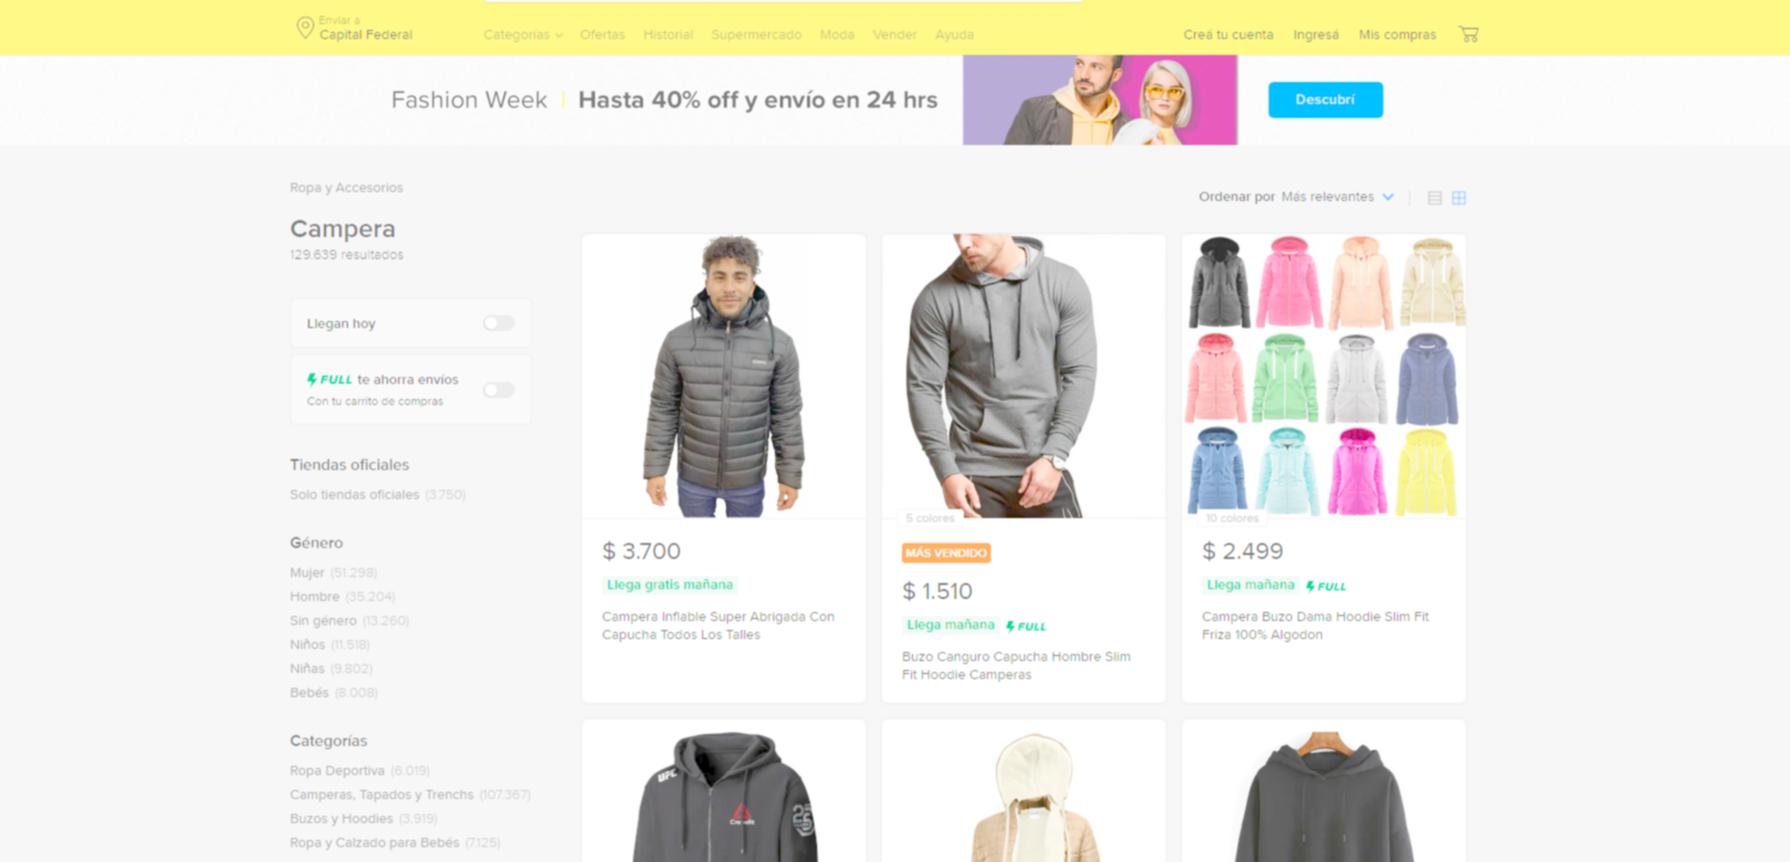 Enviar a
Capital Federal
Categorías Ofertas Historial Supermercado Moda Vender Ayuda
Creá tu cuenta Ingresá Mis compras
Fashion Week | Hasta 40% off y envío en 24 hrs
Descubrí
Ropa y Accesorios
Campera
129.639 resultados
Ordenar por Más relevantes
Llegan hoy
FULL te ahorra envíos
Con tu carrito de compras
Tiendas oficiales
Solo tiendas oficiales (3.750)
Género
Mujer (51.298)
Hombre (35.204)
Sin género (13.260)
Niños (11.518)
Niñas (9.802)
Bebés (8.008)
Categorías
Ropa Deportiva (6.019)
Camperas, Tapados y Trenchs (107.367)
Buzos y Hoodies (3.919)
Ropa y Calzado para Bebés (7.125)
$ 3.700
Llega gratis mañana
Campera Inflable Super Abrigada Con
Capucha Todos Los Talles
5 colores
MÁS VENDIDO
$ 1.510
Llega mañana FULL
Buzo Canguro Capucha Hombre Slim
Fit Hoodie Camperas
10 colores
$ 2.499
Llega mañana FULL
Campera Buzo Dama Hoodie Slim Fit
Friza 100% Algodon
UFC
25